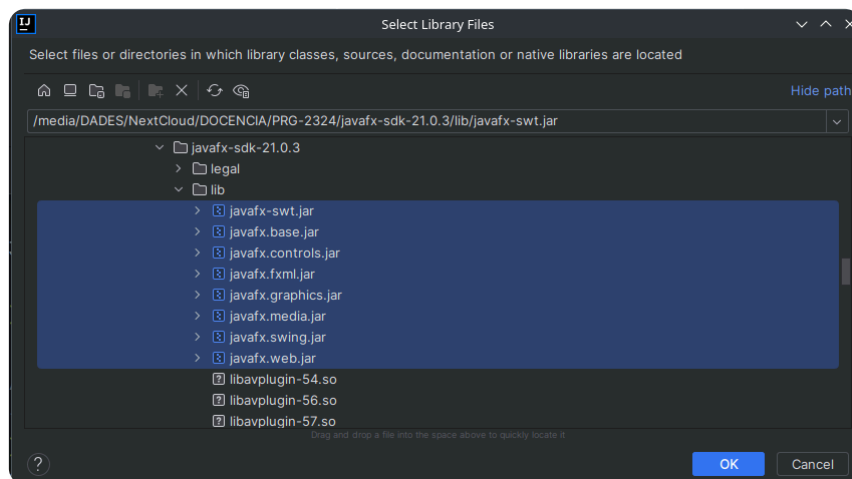 IJ
Select Library Files
Select files or directories in which library classes, sources, documentation or native libraries are located
Hide path
/media/DADES/NextCloud/DOCENCIA/PRG-2324/javafx-sdk-21.0.3/lib/javafx-swt.jar
javafx-sdk-21.0.3
legal
lib
javafx-swt.jar
javafx.base.jar
javafx.controls.jar
javafx.fxml.jar
javafx.graphics.jar
javafx.media.jar
javafx.swing.jar
javafx.web.jar
? libavplugin-54.so
? libavplugin-56.so
? libavplugin-57.so
Drag and drop a file into the space above to quickly locate it
? OK Cancel